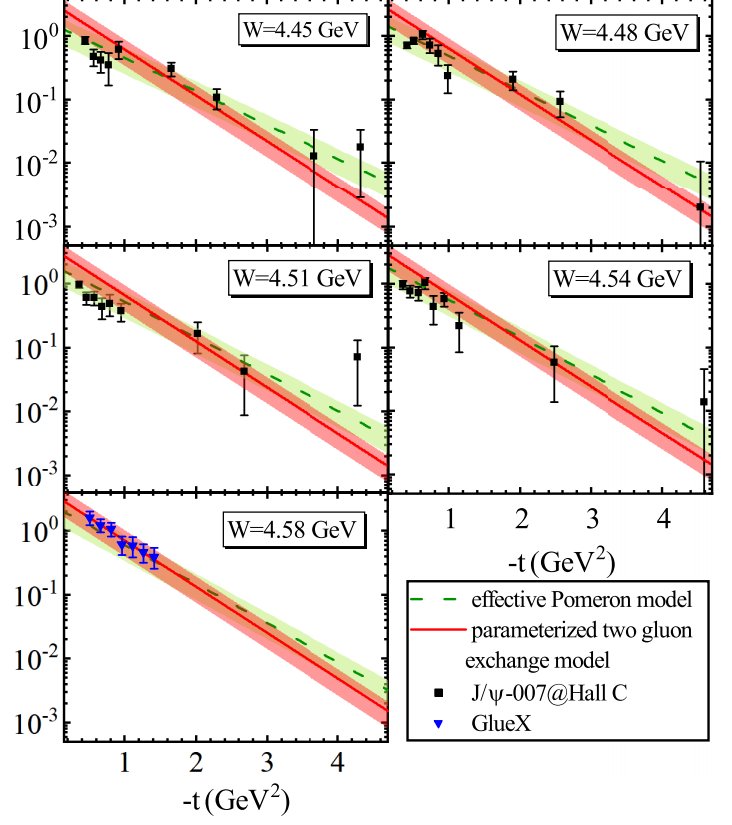 W=4.45 GeV
W=4.48 GeV
10⁰
10⁻¹
10⁻²
10⁻³
W=4.51 GeV
W=4.54 GeV
10⁰
10⁻¹
10⁻²
10⁻³
W=4.58 GeV
1 2 3 4
-t (GeV²)
10⁰
10⁻¹
10⁻²
10⁻³
1 2 3 4
-t (GeV²)
effective Pomeron model
parameterized two gluon
exchange model
J/ψ-007@Hall C
GlueX